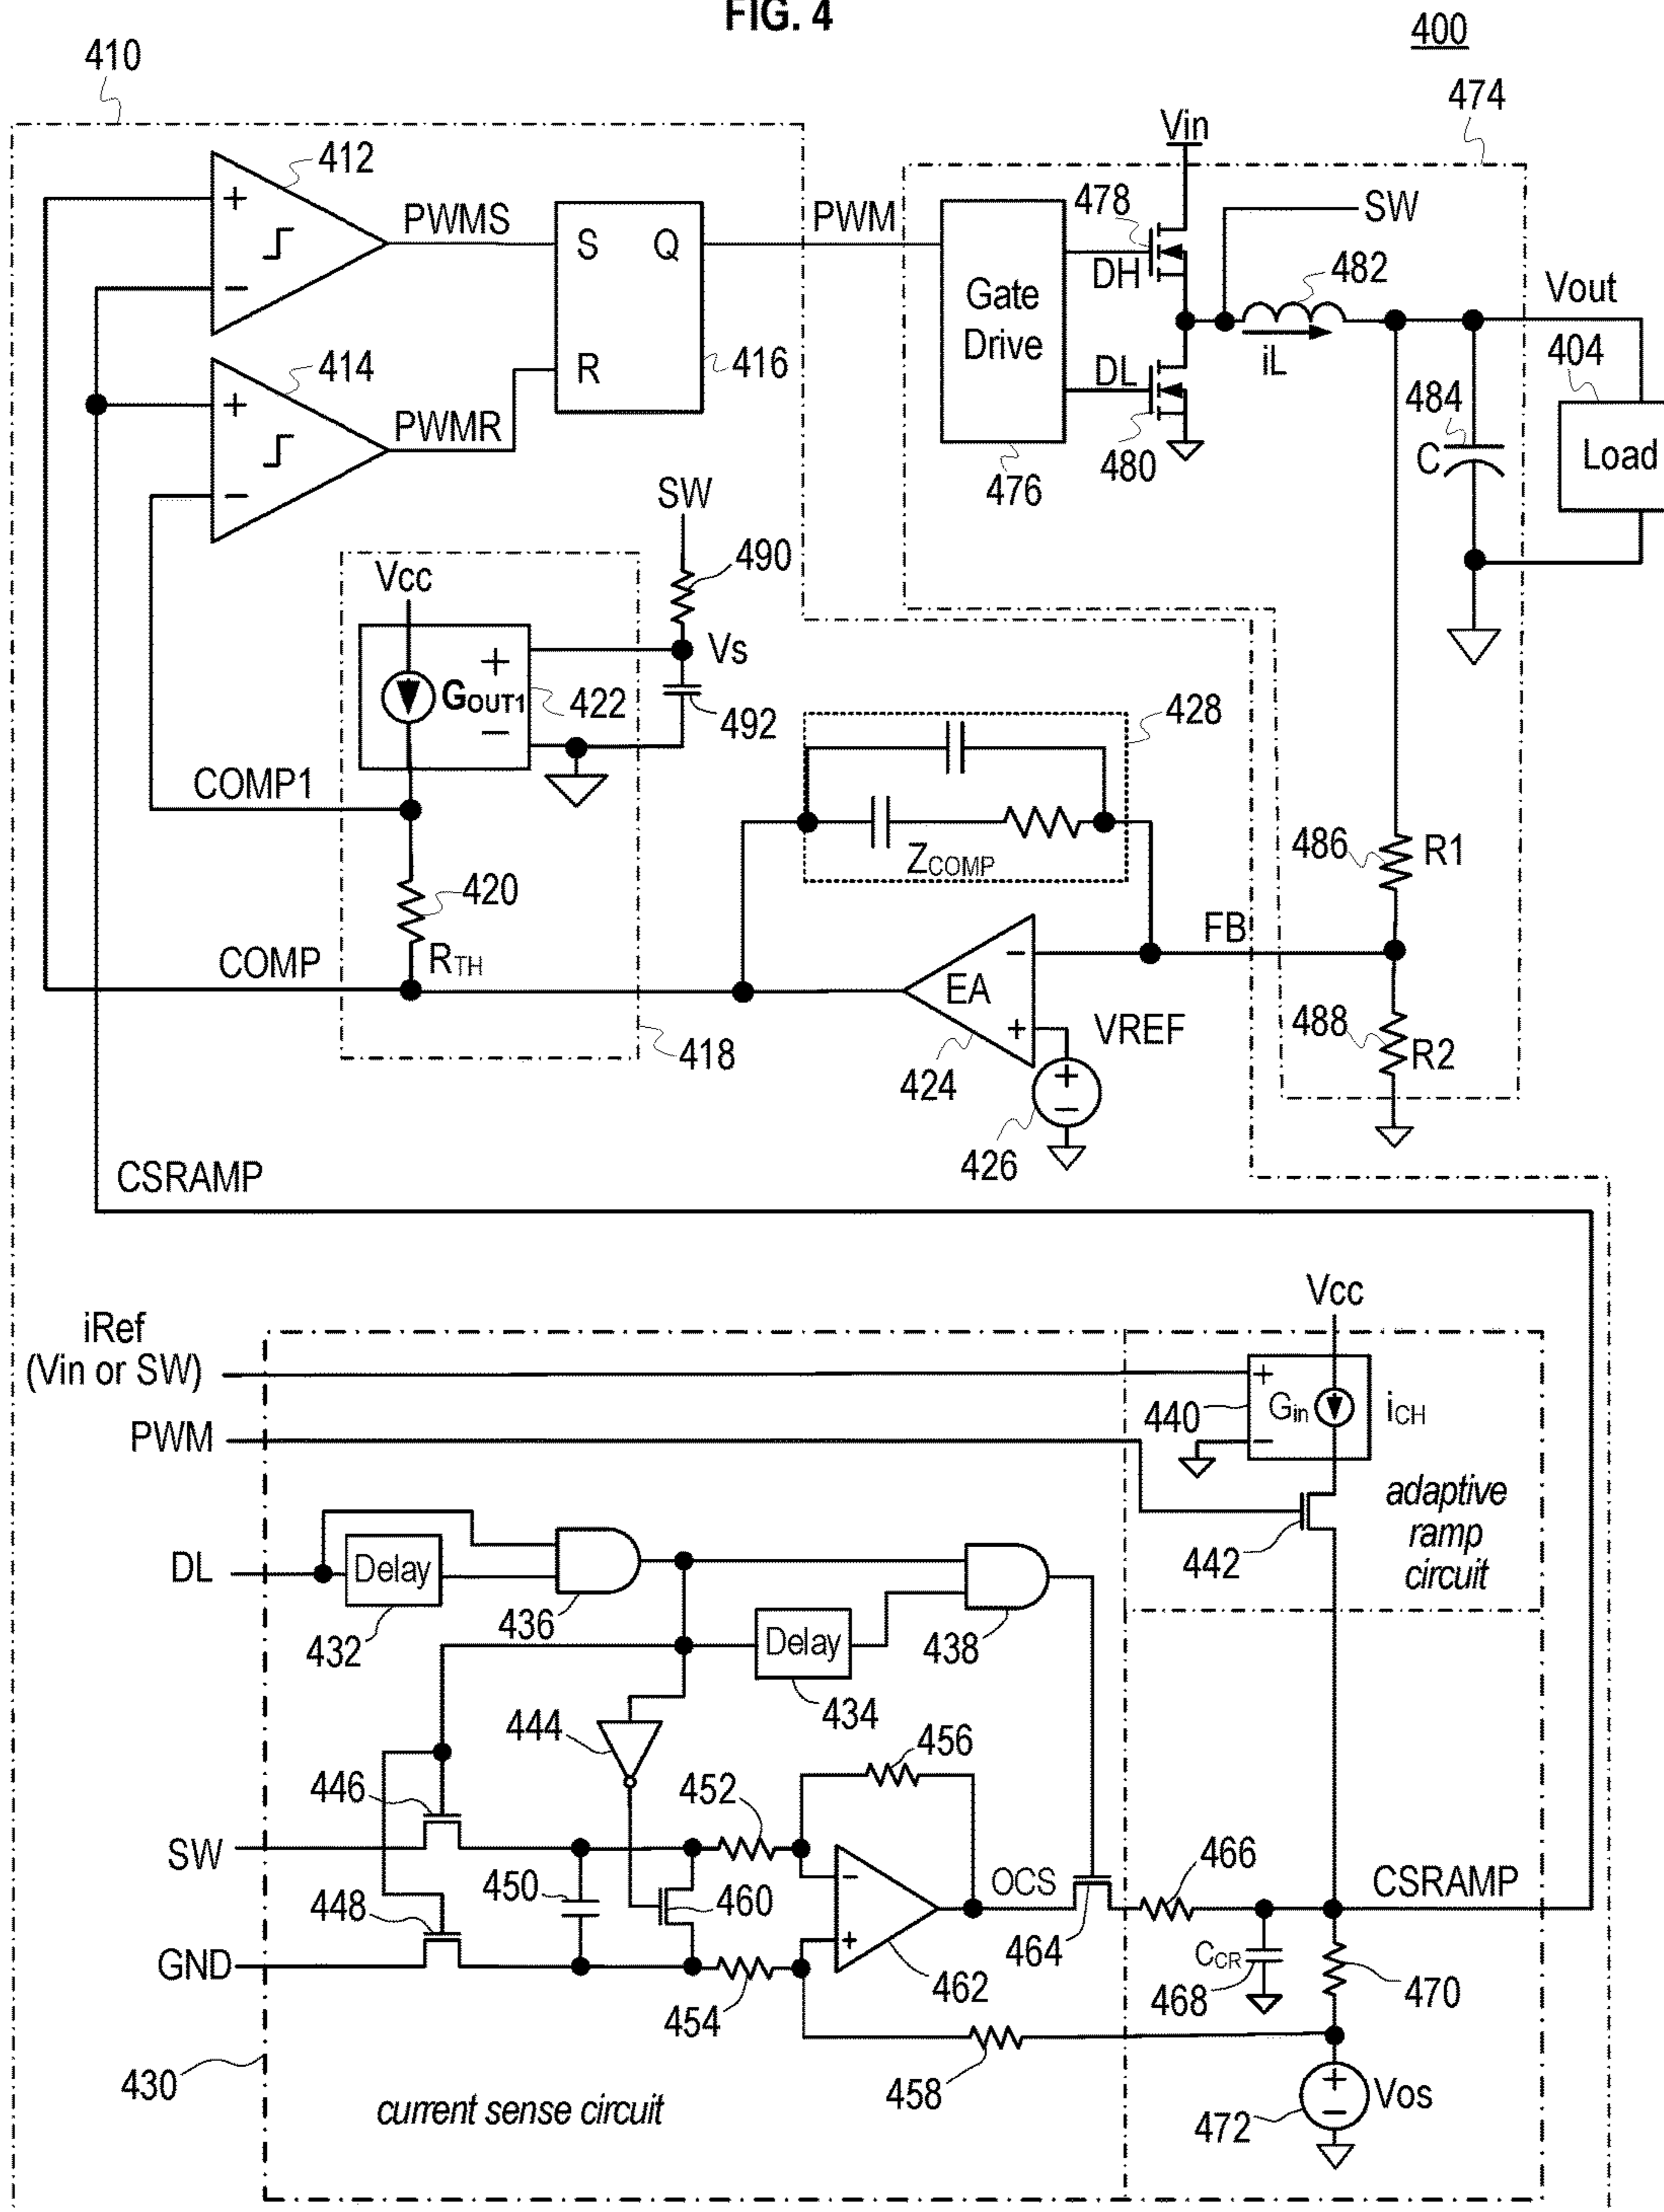 FIG. 4
400
410
474
412
Vin
+
PWMS
PWM
478
SW
S
Q
DH
482
−
Gate
Drive
Vout
414
R
416
DL
iL
404
+
484
PWMR
480
C
Load
476
−
SW
490
Vcc
Vs
+
GOUT1
422
−
492
428
COMP1
ZCOMP
486
R1
420
FB
RTH
COMP
−
EA
+
VREF
488
R2
418
424
+
−
426
CSRAMP
Vcc
iRef
(Vin or SW)
+
440
Gin
iCH
PWM
−
adaptive
ramp
circuit
442
DL
Delay
436
432
Delay
438
434
444
456
446
452
SW
−
466
450
OCS
CSRAMP
460
448
+
464
GND
CCR
462
468
470
454
458
430
+
−
Vos
472
current sense circuit